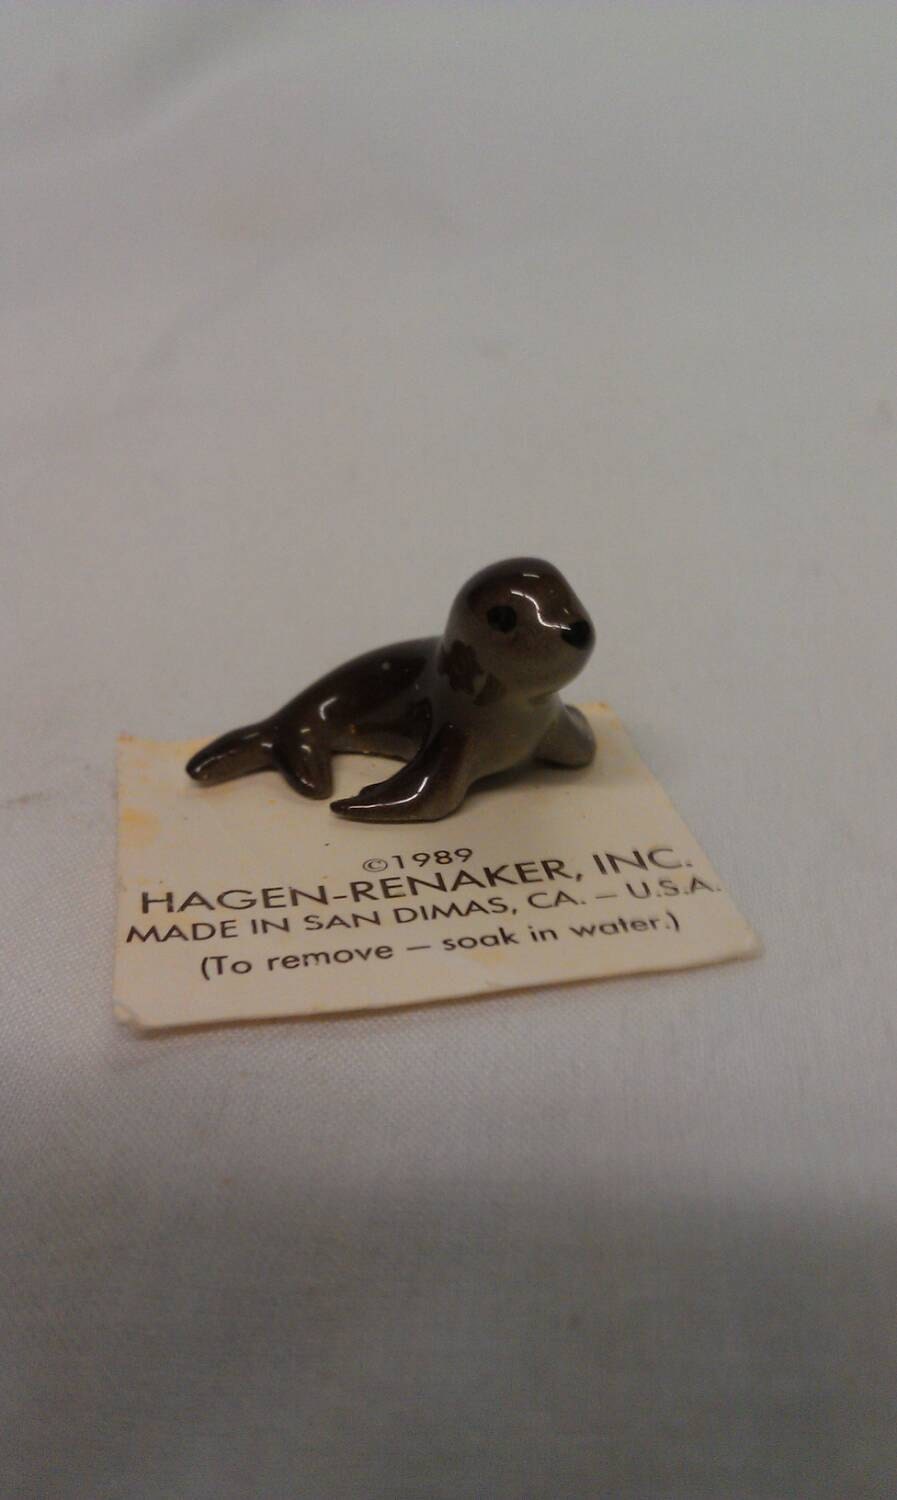 ©1989
HAGEN-RENAKER, INC.
MADE IN SAN DIMAS, CA. – U.S.A.
(To remove – soak in water.)